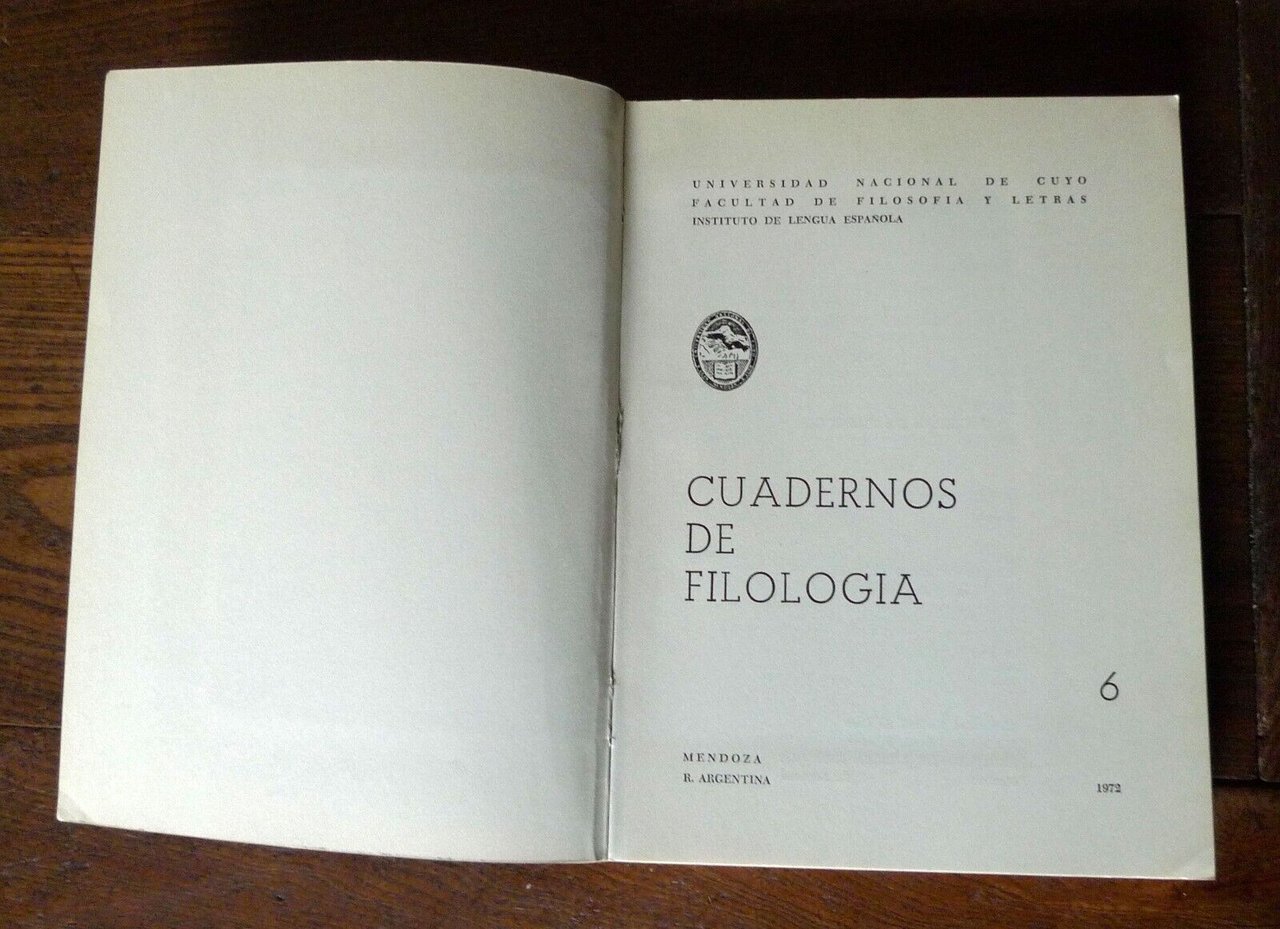 UNIVERSIDAD NACIONAL DE CUYO
FACULTAD DE FILOSOFIA Y LETRAS
INSTITUTO DE LENGUA ESPAÑOLA
CUADERNOS
DE
FILOLOGIA
6
MENDOZA
R. ARGENTINA
1972